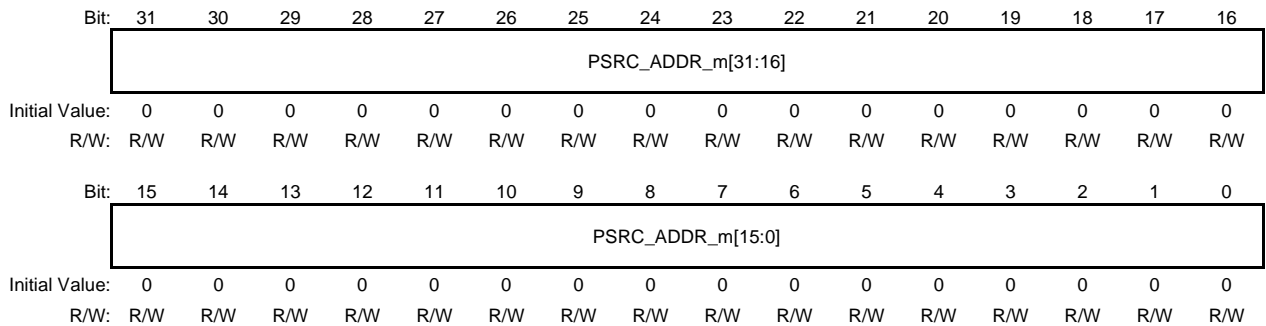 Bit: 31 30 29 28 27 26 25 24 23 22 21 20 19 18 17 16
PSRC_ADDR_m[31:16]
Initial Value: 0 0 0 0 0 0 0 0 0 0 0 0 0 0 0 0
R/W: R/W R/W R/W R/W R/W R/W R/W R/W R/W R/W R/W R/W R/W R/W R/W R/W
Bit: 15 14 13 12 11 10 9 8 7 6 5 4 3 2 1 0
PSRC_ADDR_m[15:0]
Initial Value: 0 0 0 0 0 0 0 0 0 0 0 0 0 0 0 0
R/W: R/W R/W R/W R/W R/W R/W R/W R/W R/W R/W R/W R/W R/W R/W R/W R/W